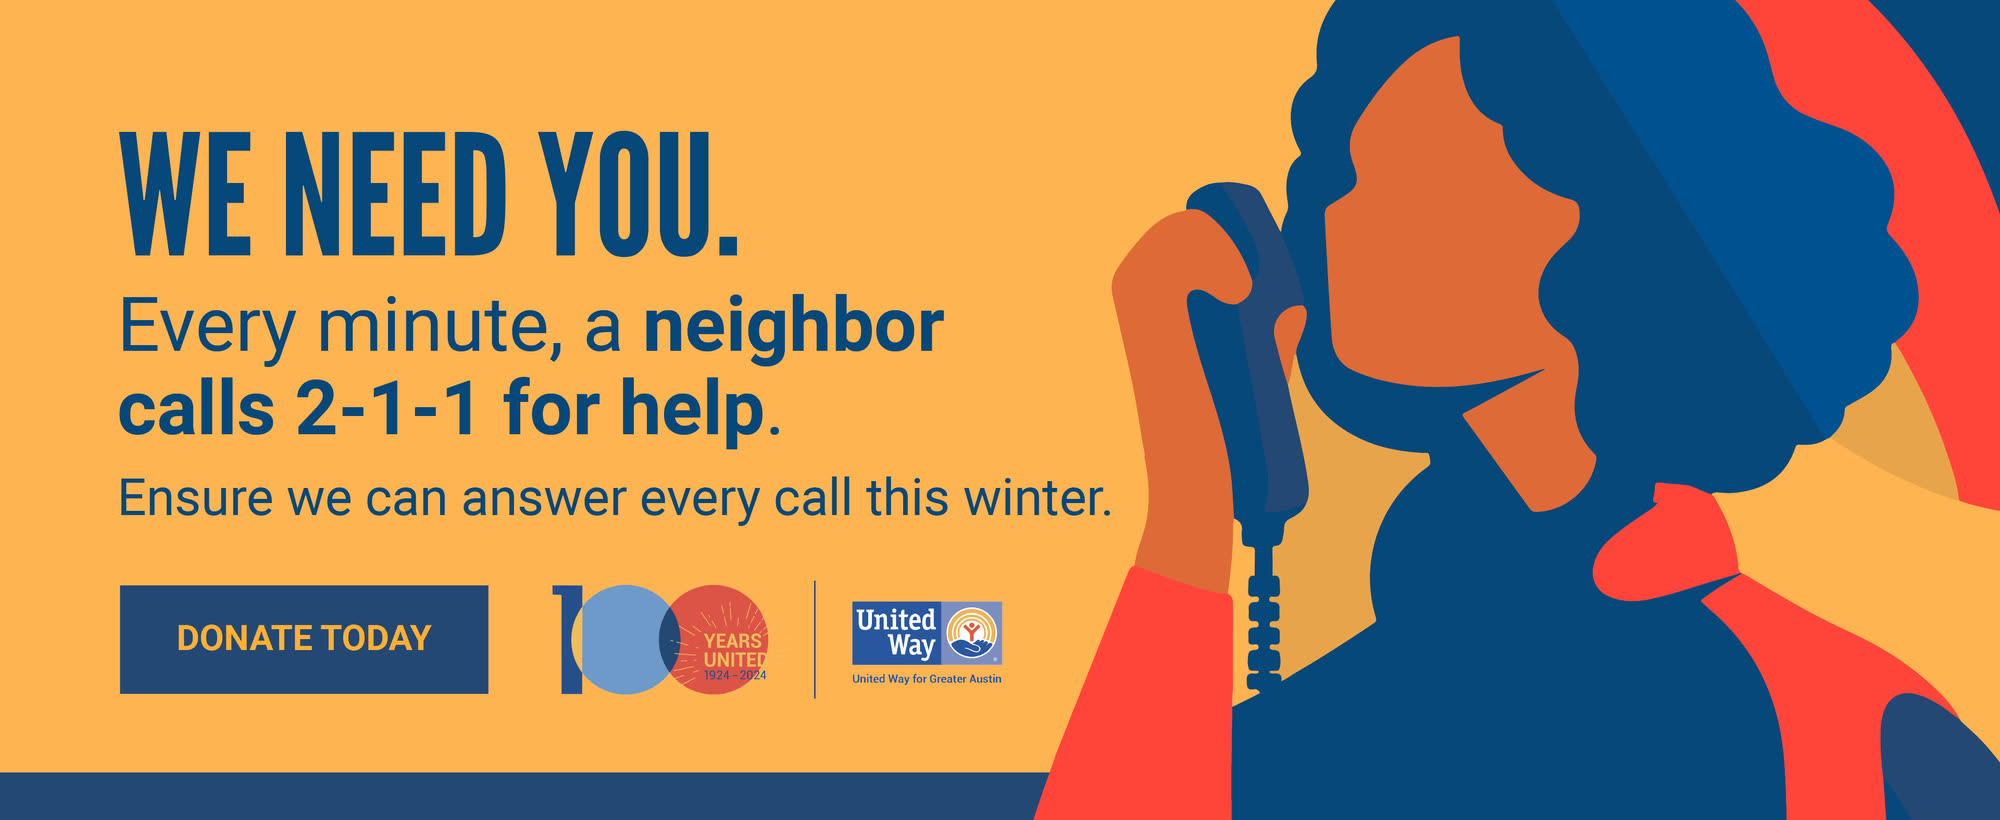 WE NEED YOU.
Every minute, a neighbor
calls 2-1-1 for help.
Ensure we can answer every call this winter.
DONATE TODAY
100
YEARS
UNITED
1924-2024
United
Way
®
United Way for Greater Austin